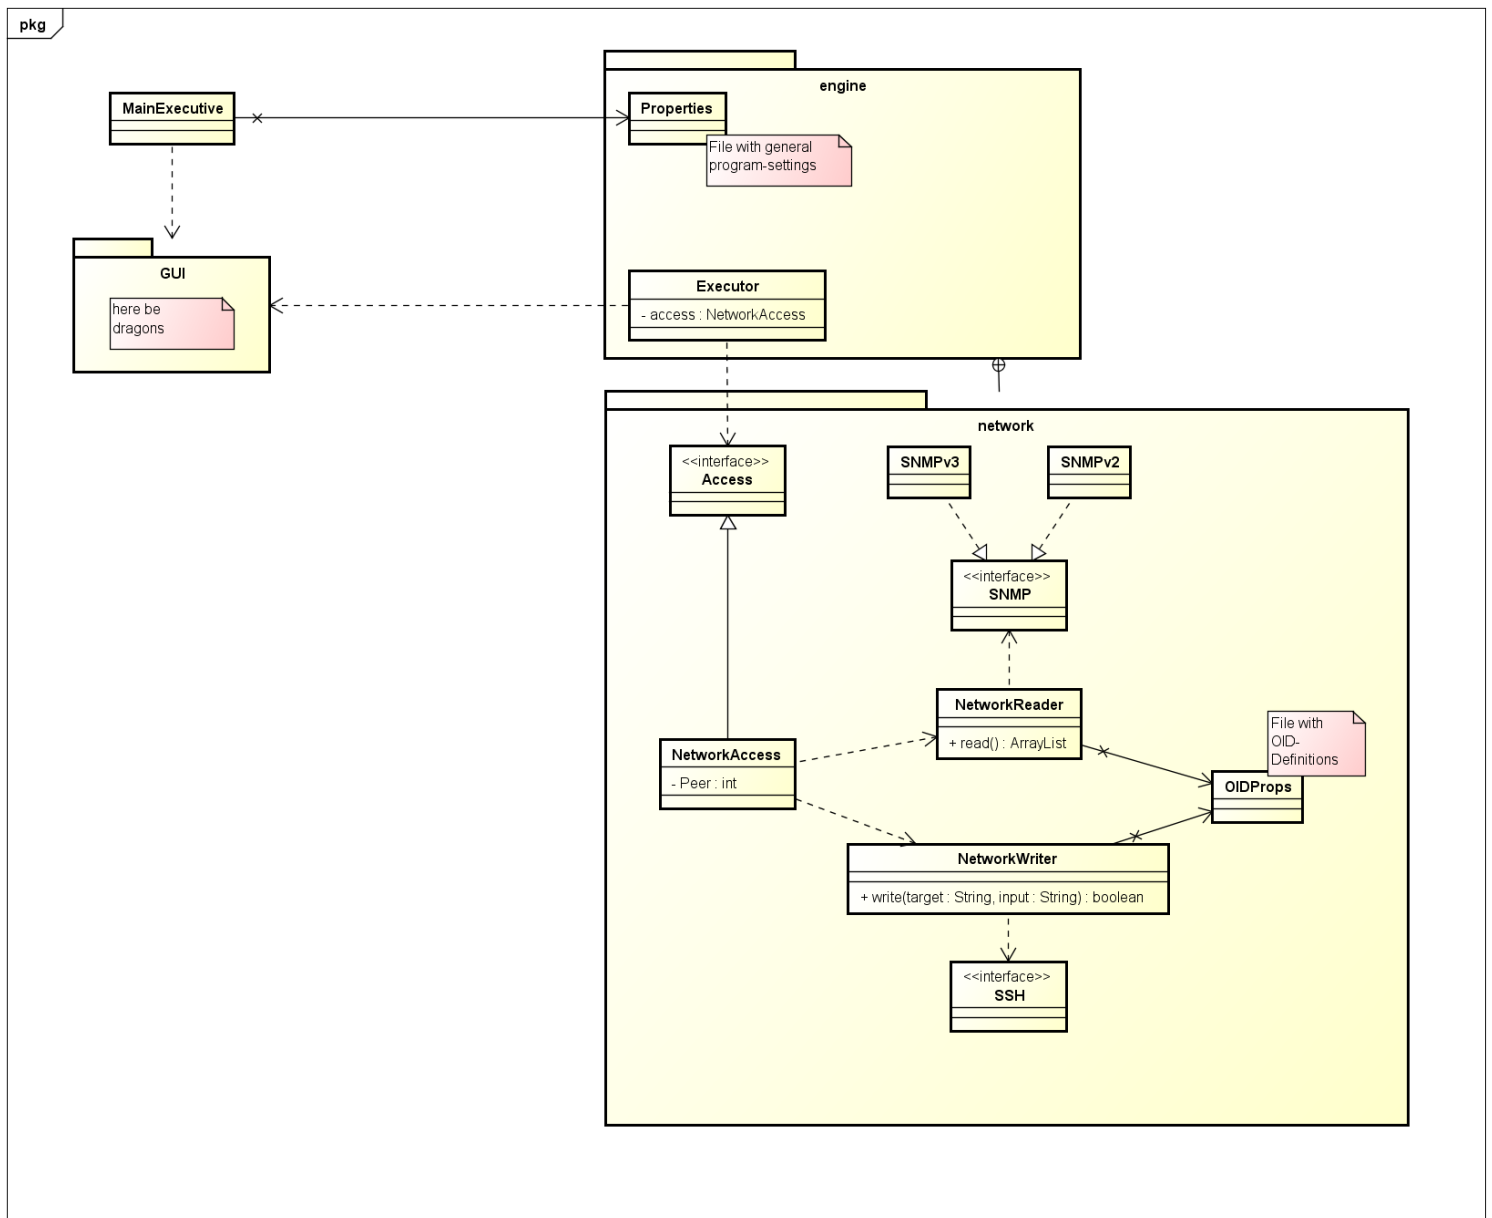 pkg
engine
MainExecutive
Properties
File with general
program-settings
GUI
here be
dragons
Executor
- access : NetworkAccess
network
<<interface>>
Access
SNMPv3
SNMPv2
<<interface>>
SNMP
NetworkReader
+ read() : ArrayList
File with
OID-
Definitions
NetworkAccess
- Peer : int
OIDProps
NetworkWriter
+ write(target : String, input : String) : boolean
<<interface>>
SSH